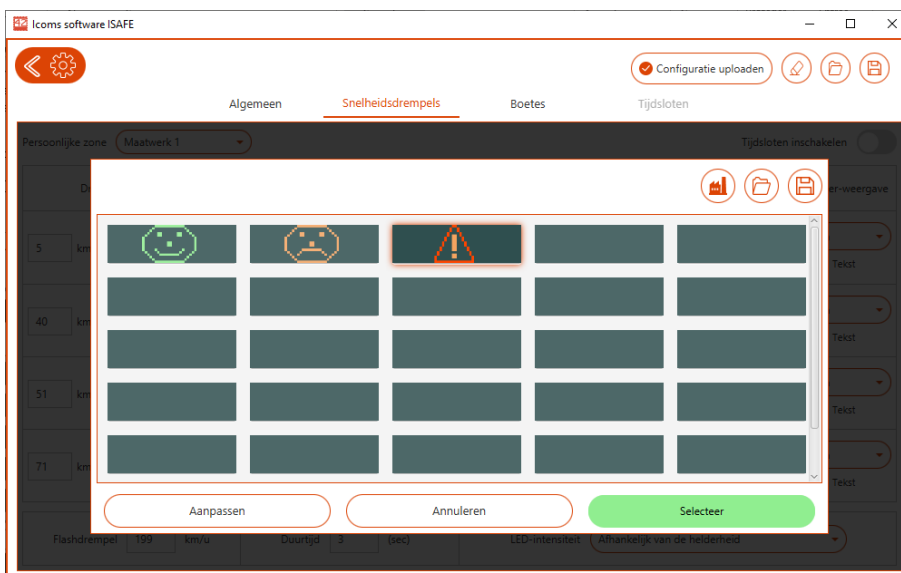 Icoms software ISAFE
Configuratie uploaden
Algemeen Snelheidsdrempels Boetes Tijdsloten
Persoonlijke zone Maatwerk 1 Tijdsloten inschakelen
er-weergave
5 km
Tekst
40 km
Tekst
51 km
Tekst
71 km
Tekst
Aanpassen Annuleren Selecteer
Flashdrempel 199 km/u Duurtijd 3 (sec) LED-intensiteit Afhankelijk van de helderheid